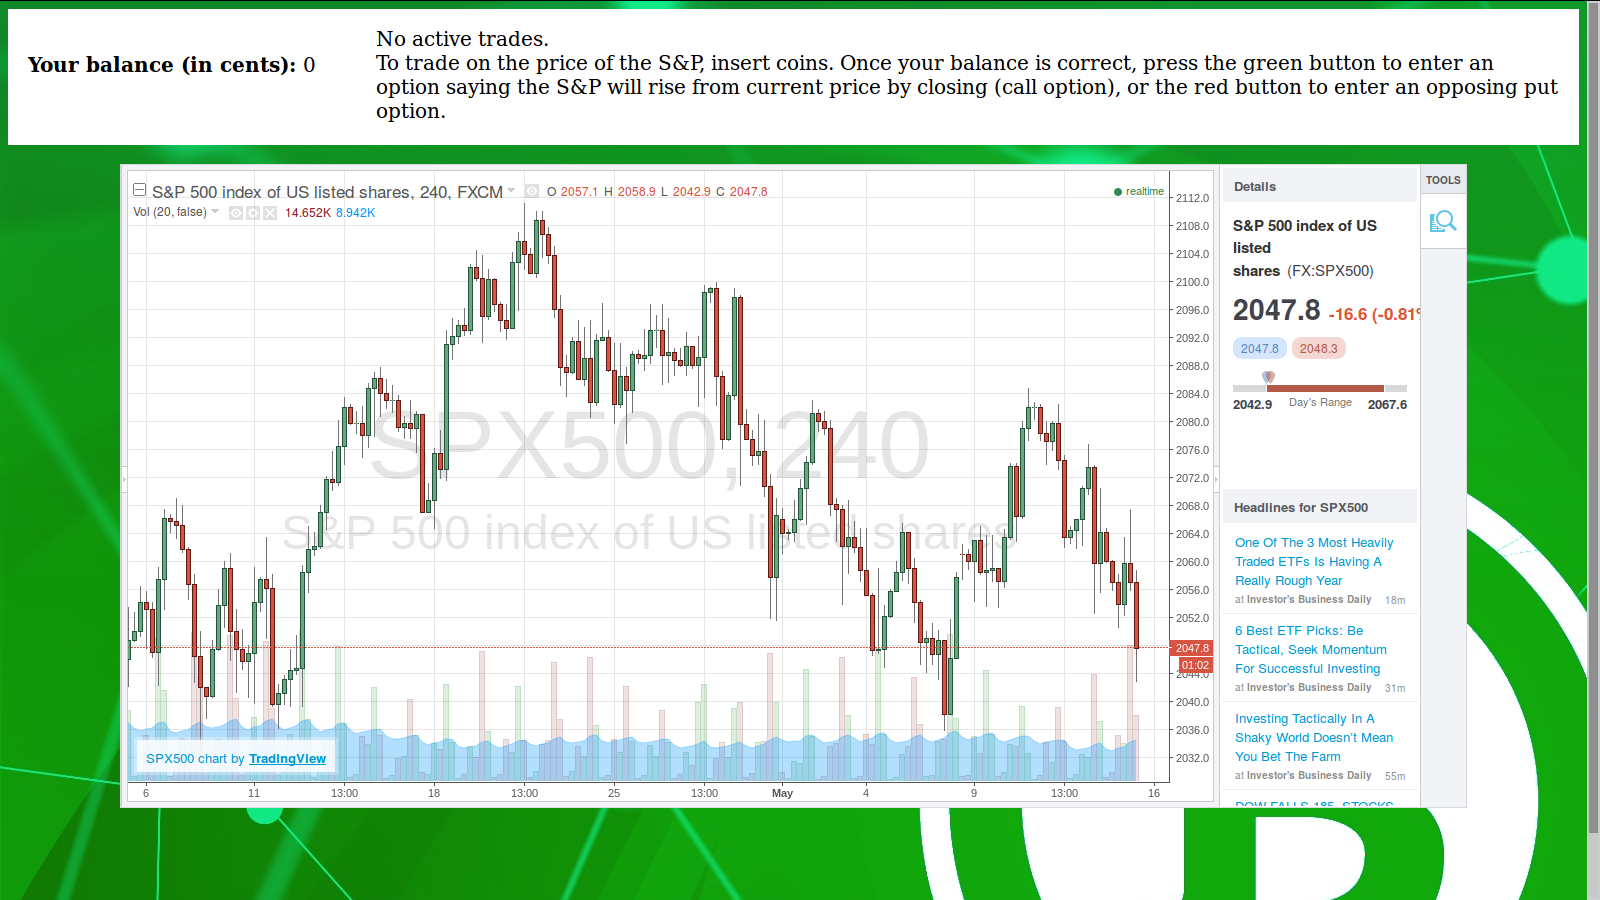 Your balance (in cents): 0
No active trades.
To trade on the price of the S&P, insert coins. Once your balance is correct, press the green button to enter an
option saying the S&P will rise from current price by closing (call option), or the red button to enter an opposing put
option.
S&P 500 index of US listed shares, 240, FXCM
O 2057.1 H 2058.9 L 2042.9 C 2047.8
realtime
Vol (20, false)
14.652K 8.942K
SPX500, 240
S&P 500 index of US listed shares
2112.0
2108.0
2104.0
2100.0
2096.0
2092.0
2088.0
2084.0
2080.0
2076.0
2072.0
2068.0
2064.0
2060.0
2056.0
2052.0
2047.8
01:02
2044.0
2040.0
2036.0
2032.0
SPX500 chart by TradingView
6 11 13:00 18 13:00 25 13:00 May 4 9 13:00 16
Details
S&P 500 index of US
listed
shares (FX:SPX500)
2047.8 -16.6 (-0.81%
2047.8 2048.3
2042.9 Day's Range 2067.6
Headlines for SPX500
One Of The 3 Most Heavily
Traded ETFs Is Having A
Really Rough Year
at Investor's Business Daily 18m
6 Best ETF Picks: Be
Tactical, Seek Momentum
For Successful Investing
at Investor's Business Daily 31m
Investing Tactically In A
Shaky World Doesn't Mean
You Bet The Farm
at Investor's Business Daily 55m
DOW FALLS 185, STOCKS
TOOLS